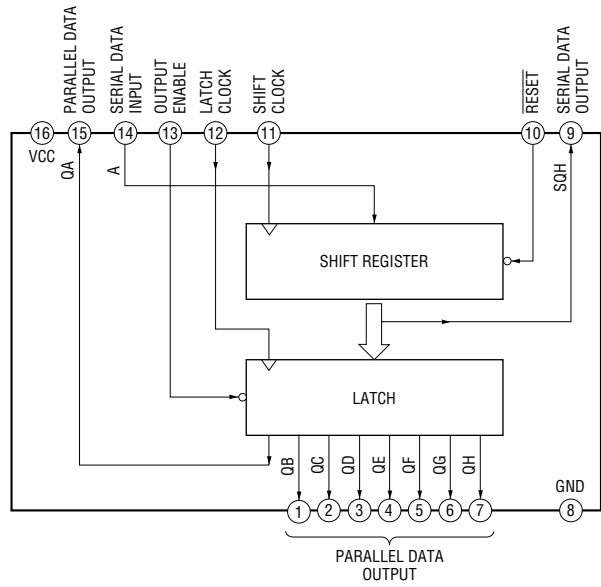 PARALLEL DATA
OUTPUT
SERIAL DATA
INPUT
OUTPUT
ENABLE
LATCH
CLOCK
SHIFT
CLOCK
RESET
SERIAL DATA
OUTPUT
16 15 14 13 12 11 10 9
VCC
QA
A
SQH
SHIFT REGISTER
LATCH
QB QC QD QE QF QG QH
GND
1 2 3 4 5 6 7 8
PARALLEL DATA
OUTPUT